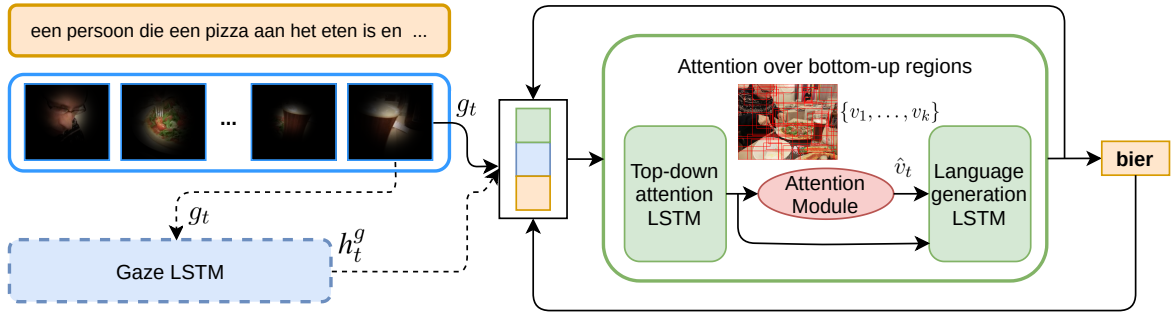 een persoon die een pizza aan het eten is en ...
...
g_t
g_t
Gaze LSTM
h_t^g
Attention over bottom-up regions
{v_1, . . . , v_k}
Top-down
attention
LSTM
Attention
Module
v̂_t
Language
generation
LSTM
bier